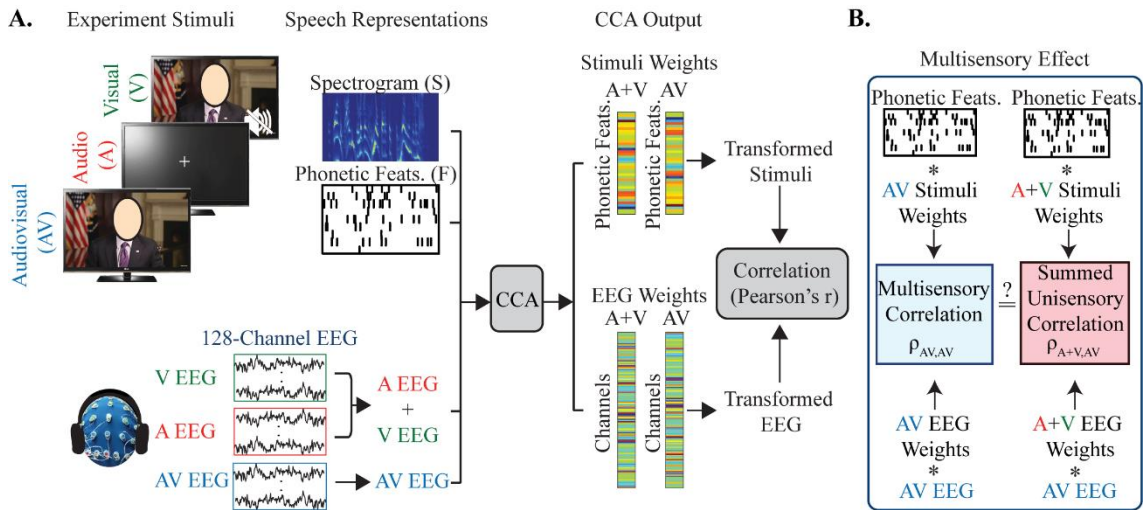 A.
Experiment Stimuli
Speech Representations
CCA Output
Visual
(V)
Audio
(A)
Audiovisual
(AV)
Spectrogram (S)
Phonetic Feats. (F)
128-Channel EEG
V EEG
A EEG
AV EEG
A EEG
+
V EEG
AV EEG
CCA
Stimuli Weights
A+V
AV
Phonetic Feats.
Phonetic Feats.
Transformed
Stimuli
Correlation
(Pearson's r)
EEG Weights
A+V
AV
Channels
Channels
Transformed
EEG
B.
Multisensory Effect
Phonetic Feats.
*
AV Stimuli
Weights
Multisensory
Correlation
ρAV,AV
AV EEG
Weights
*
AV EEG
?
=
Phonetic Feats.
*
A+V Stimuli
Weights
Summed
Unisensory
Correlation
ρA+V,AV
A+V EEG
Weights
*
AV EEG